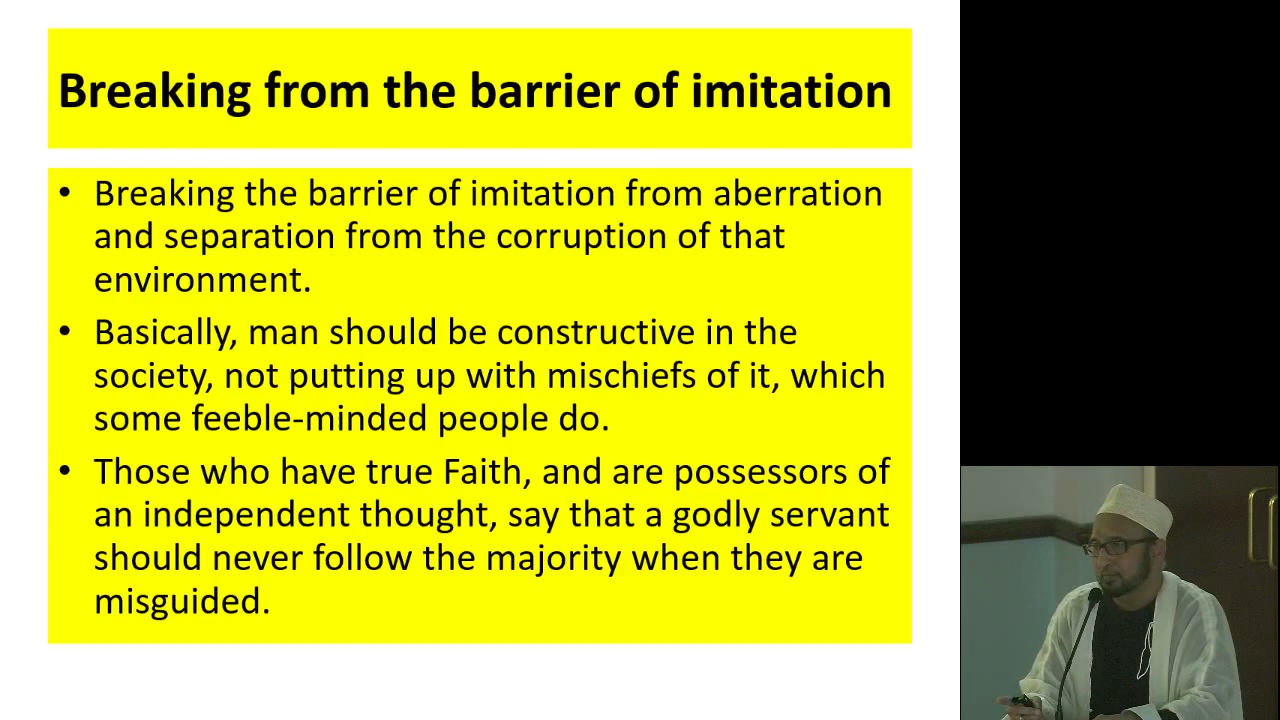 Breaking from the barrier of imitation
• Breaking the barrier of imitation from aberration
and separation from the corruption of that
environment.
• Basically, man should be constructive in the
society, not putting up with mischiefs of it, which
some feeble-minded people do.
• Those who have true Faith, and are possessors of
an independent thought, say that a godly servant
should never follow the majority when they are
misguided.